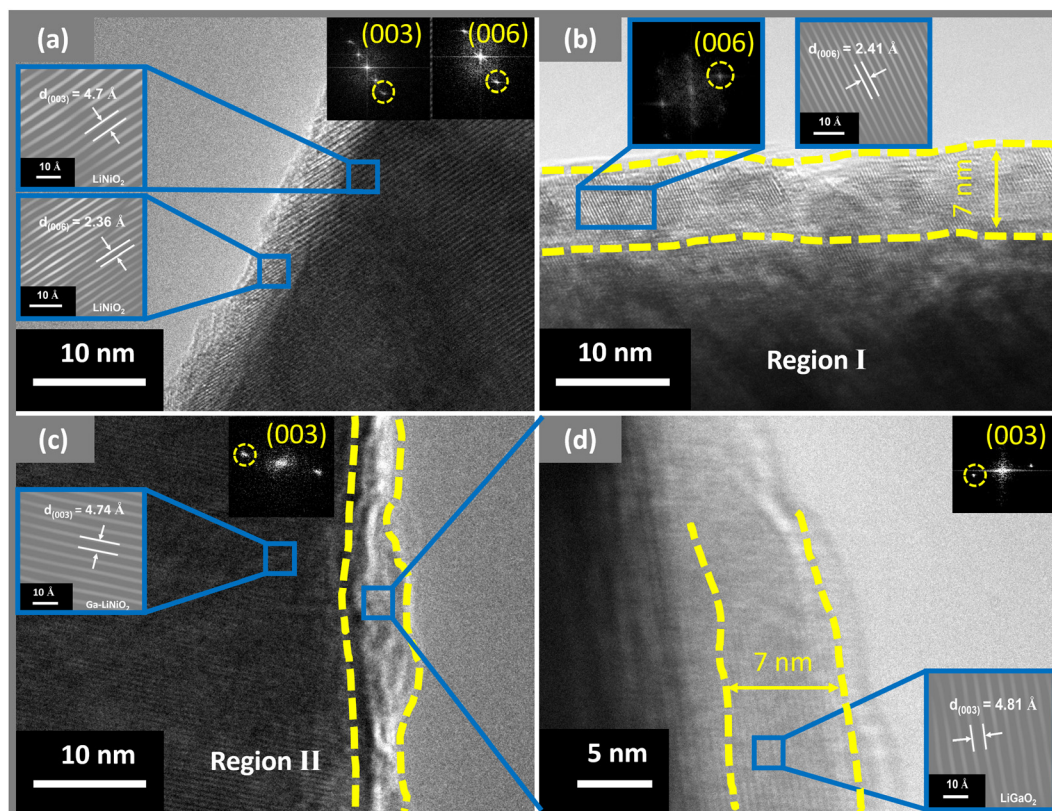 (a)
(003)
(006)
d(003) = 4.7 Å
10 Å
LiNiO₂
d(006) = 2.36 Å
10 Å
LiNiO₂
10 nm
(b)
(006)
d(006) = 2.41 Å
10 Å
7 nm
10 nm
Region I
(c)
(003)
d(003) = 4.74 Å
10 Å
Ga-LiNiO₂
10 nm
Region II
(d)
(003)
7 nm
5 nm
d(003) = 4.81 Å
10 Å
LiGaO₂